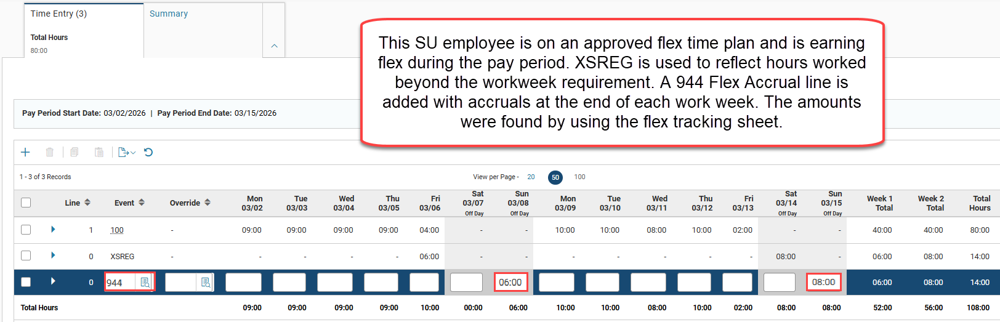 Time Entry (3) Summary
Total Hours
80:00
This SU employee is on an approved flex time plan and is earning
flex during the pay period. XSREG is used to reflect hours worked
beyond the workweek requirement. A 944 Flex Accrual line is
added with accruals at the end of each work week. The amounts
were found by using the flex tracking sheet.
Pay Period Start Date: 03/02/2026 | Pay Period End Date: 03/15/2026
1 - 3 of 3 Records View per Page - 20 50 100
Line Event Override Mon 03/02 Tue 03/03 Wed 03/04 Thu 03/05 Fri 03/06 Sat 03/07 Off Day Sun 03/08 Off Day Mon 03/09 Tue 03/10 Wed 03/11 Thu 03/12 Fri 03/13 Sat 03/14 Off Day Sun 03/15 Off Day Week 1 Total Week 2 Total Total Hours
1 100 - 09:00 09:00 09:00 09:00 04:00 - - 10:00 10:00 08:00 10:00 02:00 - - 40:00 40:00 80:00
0 XSREG - - - - - 06:00 - - - - - - - 08:00 - 06:00 08:00 14:00
0 944 06:00 08:00 06:00 08:00 14:00
Total Hours 09:00 09:00 09:00 09:00 10:00 00:00 06:00 10:00 10:00 08:00 10:00 02:00 08:00 08:00 52:00 56:00 108:00